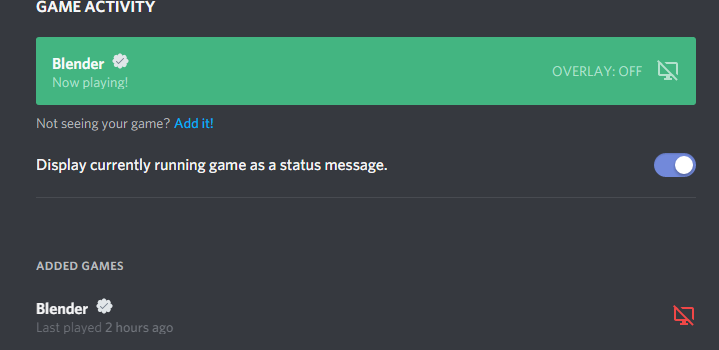 GAME ACTIVITY
Blender
Now playing!
OVERLAY: OFF
Not seeing your game? Add it!
Display currently running game as a status message.
ADDED GAMES
Blender
Last played 2 hours ago